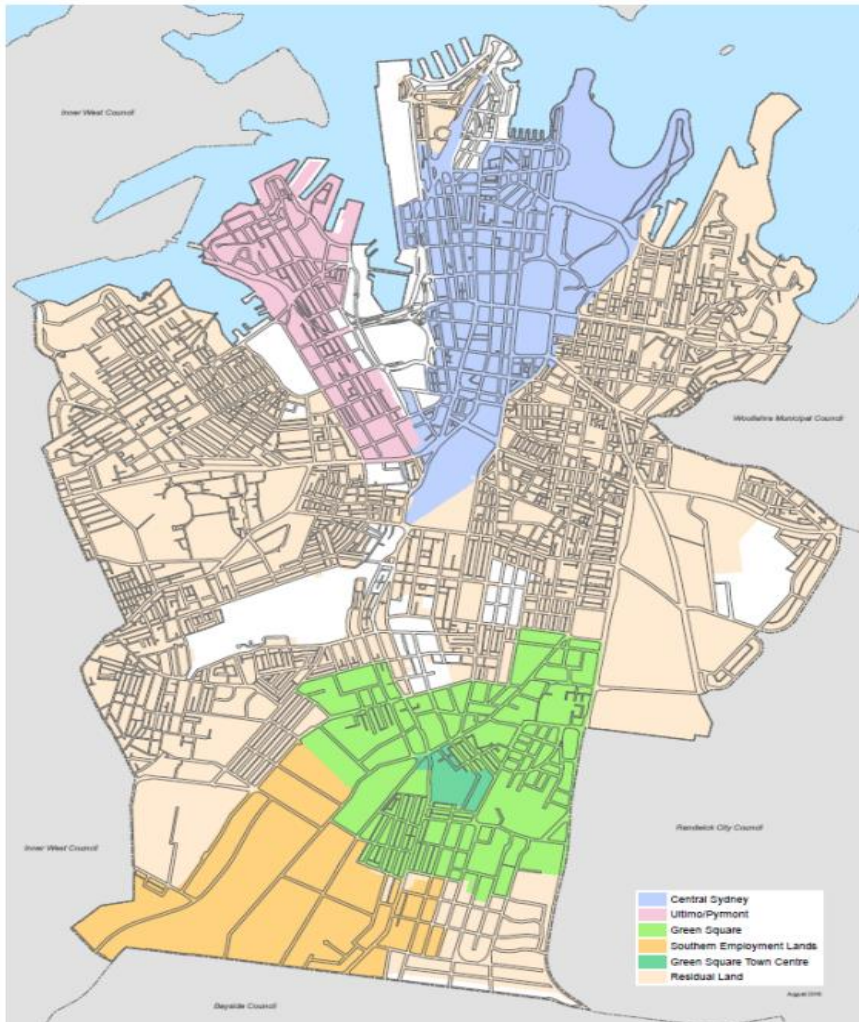 Inner West Council
Woollahra Municipal Council
Randwick City Council
Inner West Council
Central Sydney
Ultimo/Pyrmont
Green Square
Southern Employment Lands
Green Square Town Centre
Residual Land
Bayside Council